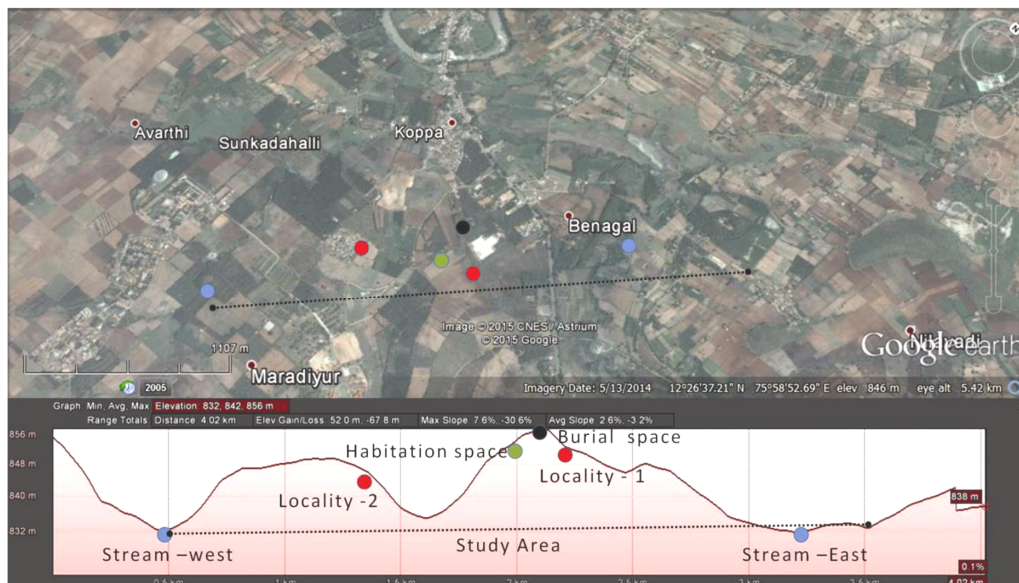 Avarthi
Sunkadahalli
Koppa
Benagal
Image © 2015 CNES / Astrium
© 2015 Google
1107 m
Maradiyur
Google earth
2005
Imagery Date: 5/13/2014 12°26'37.21" N 75°58'52.69" E elev 846 m eye alt 5.42 km
Graph: Min, Avg, Max Elevation: 832, 842, 856 m
Range Totals: Distance: 4.02 km Elev Gain/Loss: 52.0 m, -67.8 m Max Slope: 7.6%, -30.6% Avg Slope: 2.6%, -3.2%
856 m
Habitation space
Burial space
848 m
Locality - 1
840 m
Locality -2
838 m
832 m
Study Area
Stream –west
Stream –East
0.1%
4.02 km